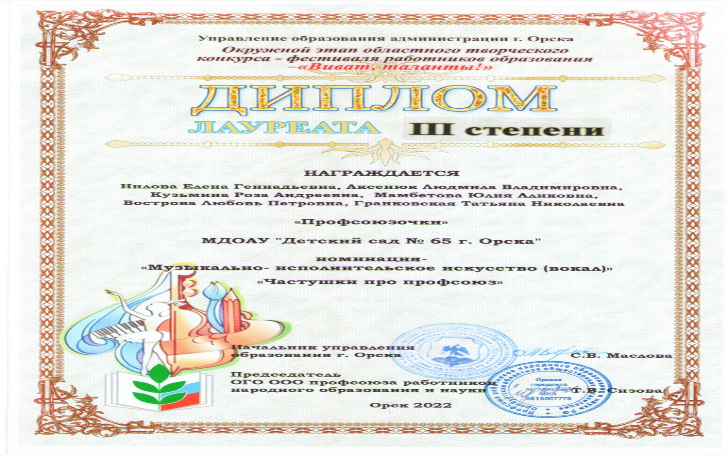 Управление образования администрации г. Орска
Окружной этап областного творческого
конкурса – фестиваля работников образования
«Виват, таланты!»
ДИПЛОМ
ЛАУРЕАТА III степени
НАГРАЖДАЕТСЯ
Нилова Елена Геннадьевна, Аксенюк Людмила Владимировна,
Кузьмина Роза Андреевна, Мамбетова Юлия Аликовна,
Вострова Любовь Петровна, Гранковская Татьяна Николаевна
«Профсоюзочки»
МДОАУ "Детский сад № 65 г. Орска"
номинация-
«Музыкально- исполнительское искусство (вокал)»
«Частушки про профсоюз»
Начальник управления
образования г. Орска
С.В. Маслова
Председатель
ОГО ООО профсоюза работников
народного образования и науки
Т.В. Сизова
Орск 2022